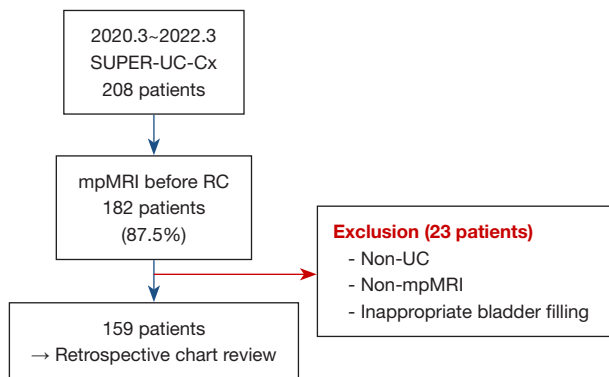 2020.3~2022.3
SUPER-UC-Cx
208 patients
mpMRI before RC
182 patients
(87.5%)
Exclusion (23 patients)
- Non-UC
- Non-mpMRI
- Inappropriate bladder filling
159 patients
→ Retrospective chart review